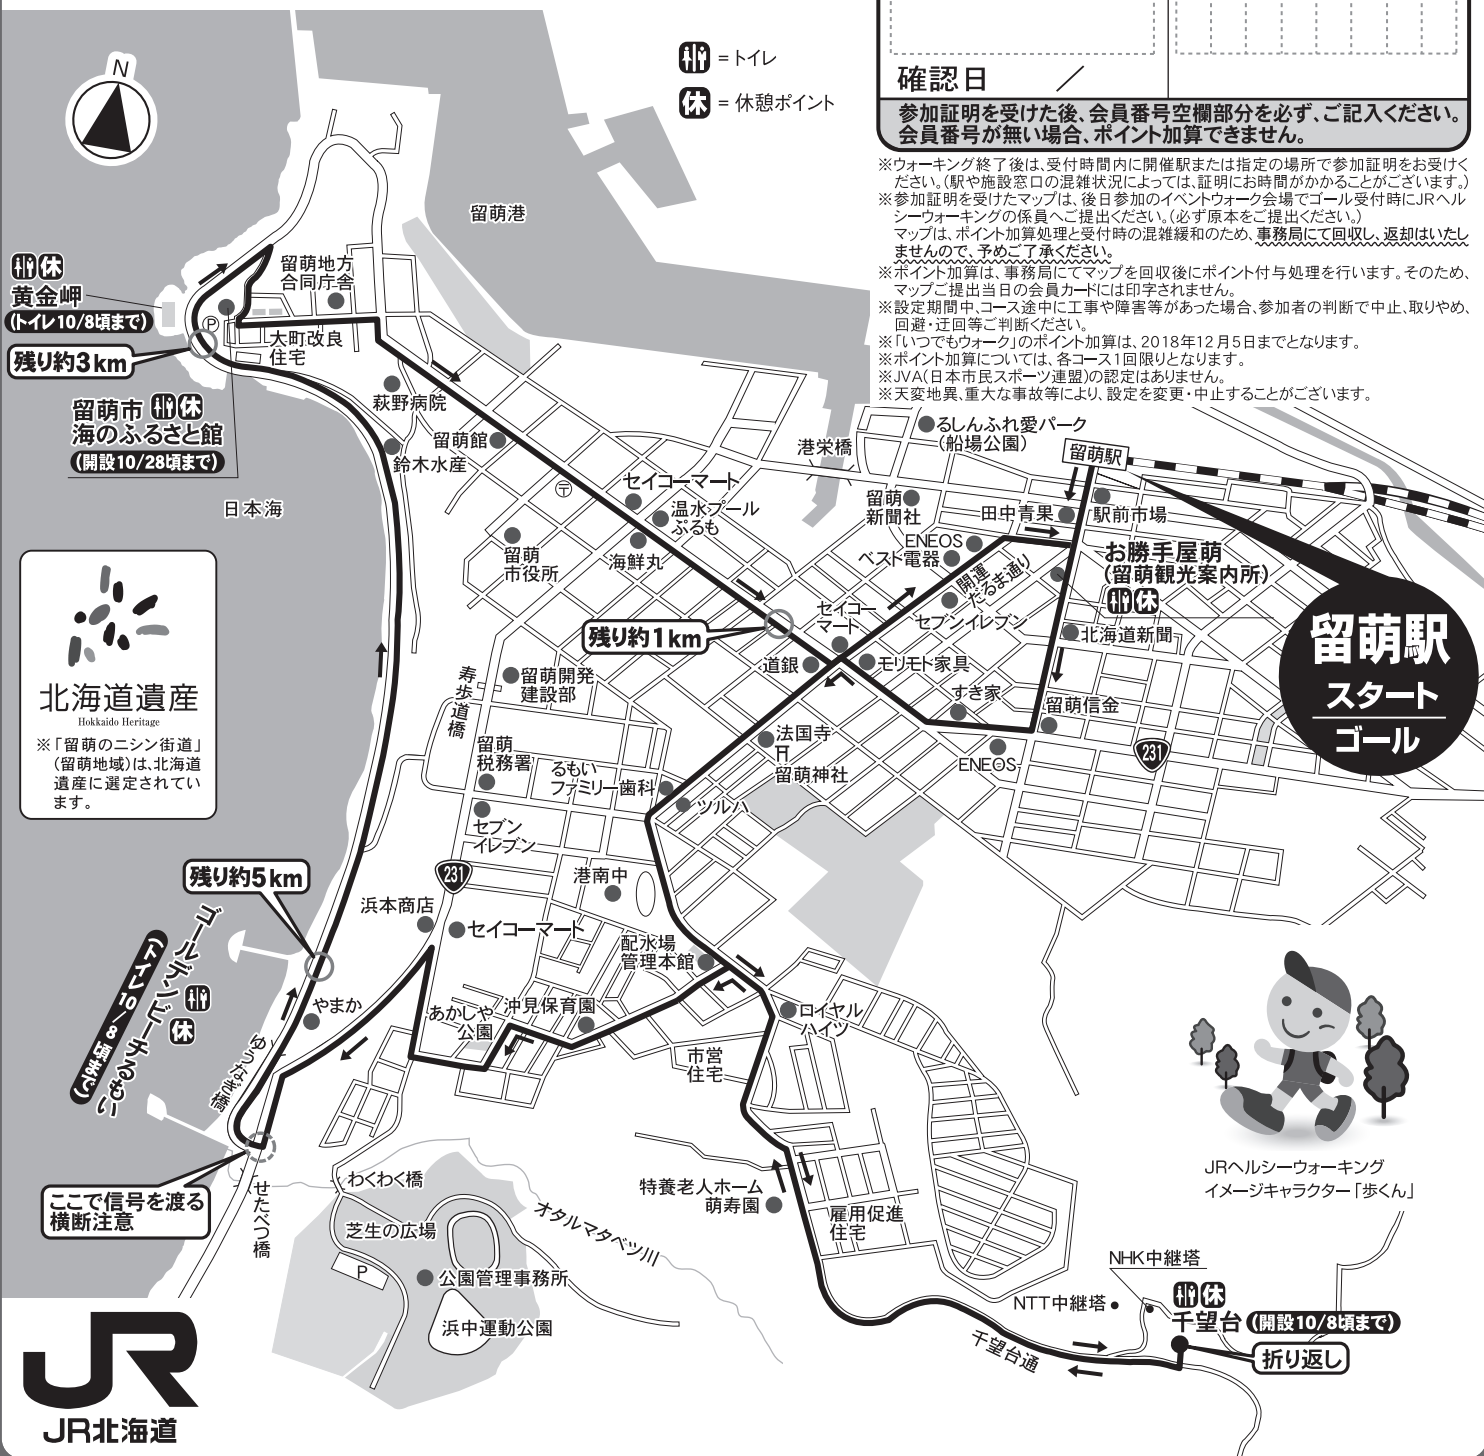 N
= トイレ
休 = 休憩ポイント
確認日 ／
参加証明を受けた後、会員番号空欄部分を必ず、ご記入ください。
会員番号が無い場合、ポイント加算できません。
※ウォーキング終了後は、受付時間内に開催駅または指定の場所で参加証明をお受けく
ださい。(駅や施設窓口の混雑状況によっては、証明にお時間がかかることがございます。)
※参加証明を受けたマップは、後日参加のイベントウォーク会場でゴール受付時にJRヘル
シーウォーキングの係員へご提出ください。(必ず原本をご提出ください。)
マップは、ポイント加算処理と受付時の混雑緩和のため、事務局にて回収し、返却はいたし
ませんので、予めご了承ください。
※ポイント加算は、事務局にてマップを回収後にポイント付与処理を行います。そのため、
マップご提出当日の会員カードには印字されません。
※設定期間中、コース途中に工事や障害等があった場合、参加者の判断で中止、取りやめ、
回避・迂回等ご判断ください。
※「いつでもウォーク」のポイント加算は、2018年12月5日までとなります。
※ポイント加算については、各コース1回限りとなります。
※JVA(日本市民スポーツ連盟)の認定はありません。
※天変地異、重大な事故等により、設定を変更・中止することがございます。
留萌港
休
黄金岬
(トイレ10/8頃まで)
残り約3km
留萌地方
合同庁舎
P
大町改良
住宅
留萌市 休
海のふるさと館
(開設10/28頃まで)
萩野病院
留萌館
鈴木水産
日本海
〒
セイコーマート
温水プール
ぷるも
海鮮丸
留萌
市役所
港栄橋
るしんふれ愛パーク
(船場公園)
留萌駅
留萌
新聞社
田中青果
駅前市場
ENEOS
ベスト電器
開運
だるま通り
お勝手屋萌
(留萌観光案内所)
休
セイコー
マート
セブンイレブン
北海道新聞
残り約1km
道銀
モリモト家具
すき家
留萌信金
留萌駅
スタート
ゴール
231
ENEOS
北海道遺産
Hokkaido Heritage
※「留萌のニシン街道」
(留萌地域)は、北海道
遺産に選定されてい
ます。
寿歩道橋
留萌開発
建設部
法国寺
留萌神社
留萌
税務署
るもい
ファミリー歯科
ツルハ
セブン
イレブン
231
港南中
残り約5km
浜本商店
セイコーマート
配水場
管理本館
ゴールデンビーチるもい
(トイレ10/8頃まで)
休
やまか
あかしや
公園
沖見保育園
ロイヤル
ハイツ
市営
住宅
ゆうなぎ橋
ここで信号を渡る
横断注意
せたべつ橋
わくわく橋
芝生の広場
P
公園管理事務所
浜中運動公園
オタルマタベツ川
特養老人ホーム
萌寿園
雇用促進
住宅
JRヘルシーウォーキング
イメージキャラクター「歩くん」
NHK中継塔
NTT中継塔
休
千望台 (開設10/8頃まで)
折り返し
千望台通
JR
JR北海道